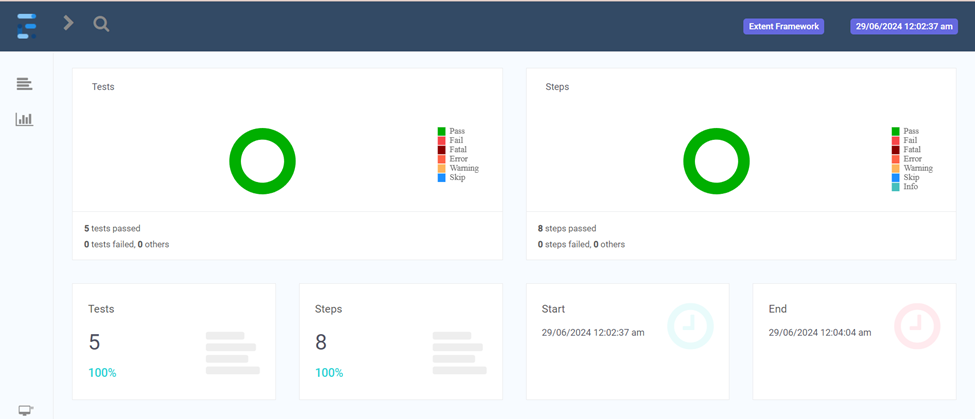 Extent Framework
29/06/2024 12:02:37 am
Tests
Pass
Fail
Fatal
Error
Warning
Skip
5 tests passed
0 tests failed, 0 others
Steps
Pass
Fail
Fatal
Error
Warning
Skip
Info
8 steps passed
0 steps failed, 0 others
Tests
5
100%
Steps
8
100%
Start
29/06/2024 12:02:37 am
End
29/06/2024 12:04:04 am